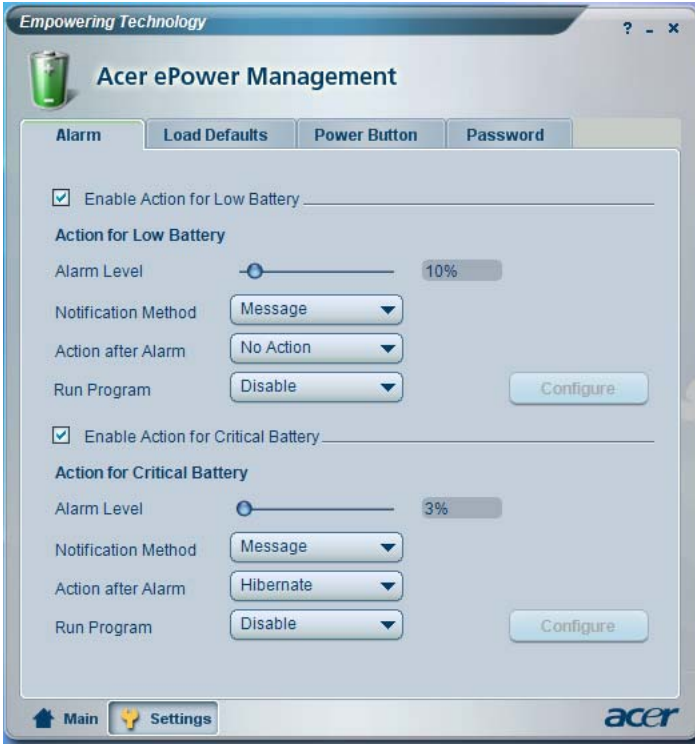 Empowering Technology
? - x
Acer ePower Management
Alarm Load Defaults Power Button Password
Enable Action for Low Battery
Action for Low Battery
Alarm Level 10%
Notification Method Message
Action after Alarm No Action
Run Program Disable Configure
Enable Action for Critical Battery
Action for Critical Battery
Alarm Level 3%
Notification Method Message
Action after Alarm Hibernate
Run Program Disable Configure
Main Settings acer